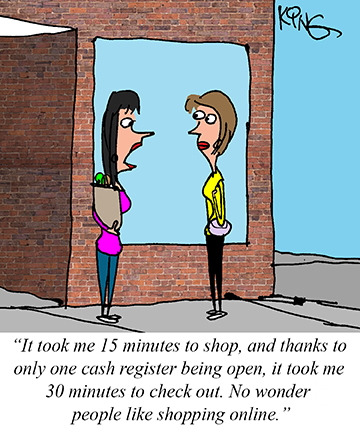 KING
“It took me 15 minutes to shop, and thanks to
only one cash register being open, it took me
30 minutes to check out. No wonder
people like shopping online.”